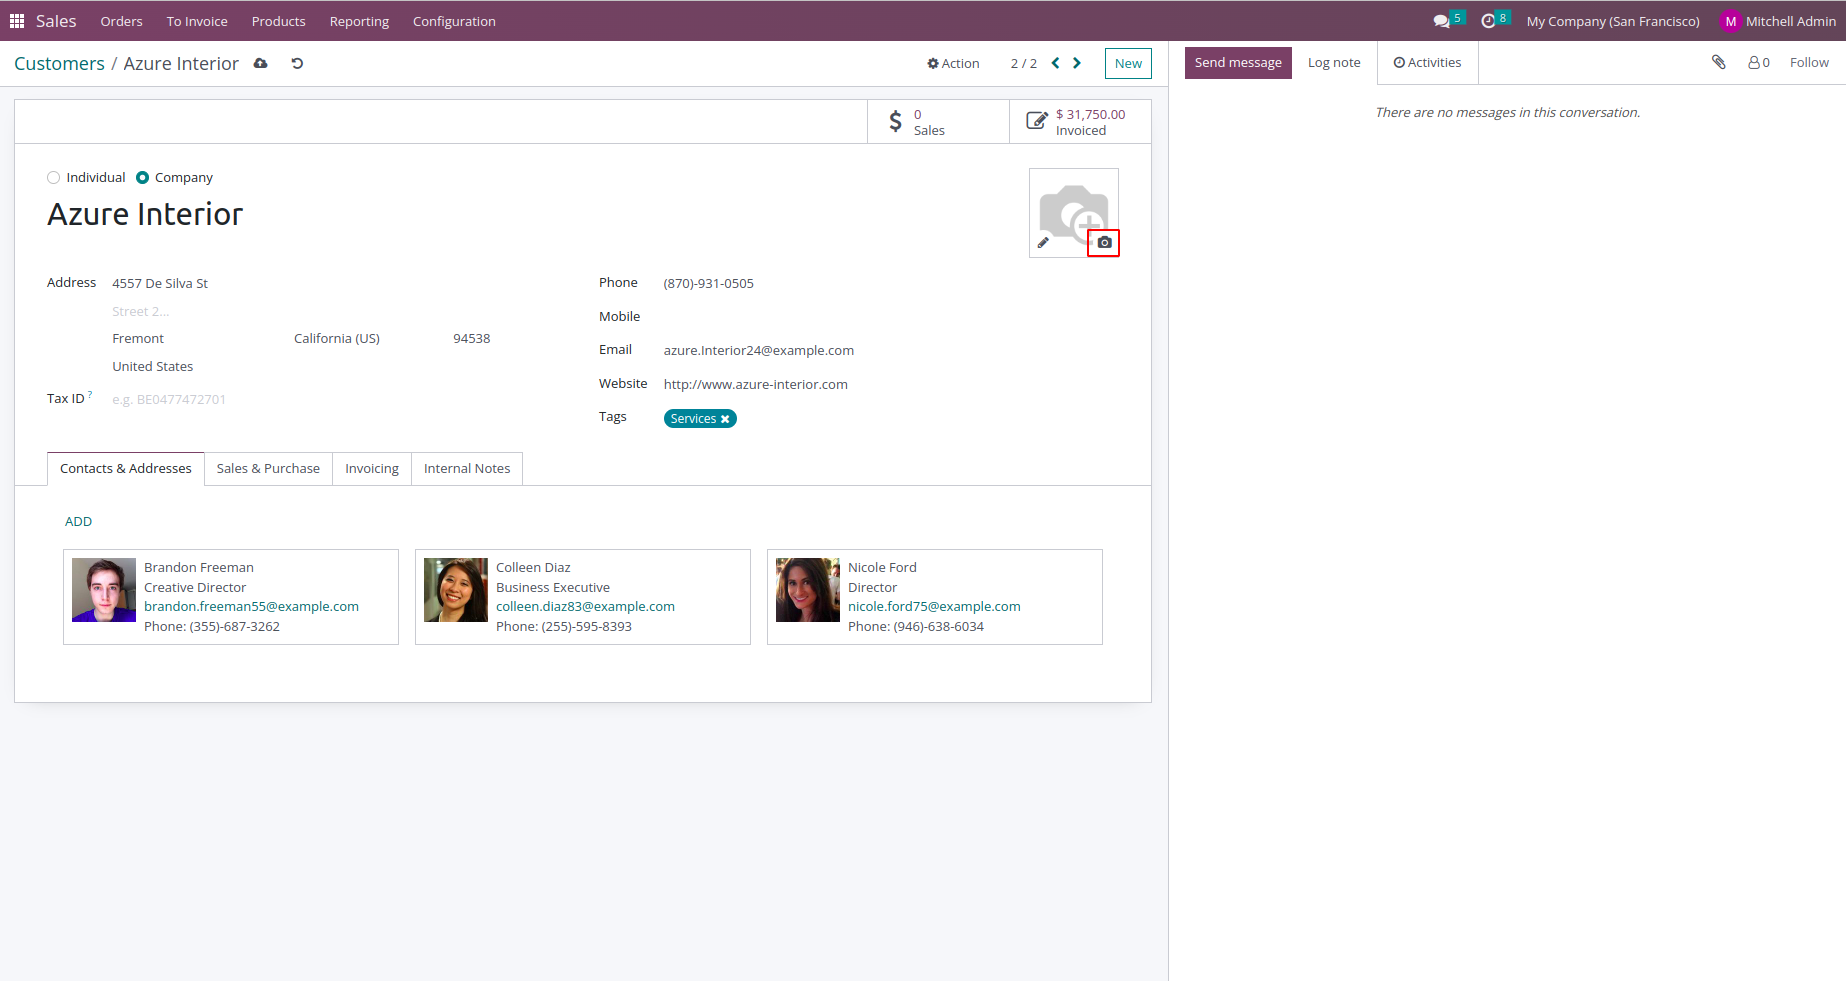 Sales Orders To Invoice Products Reporting Configuration 5 8 My Company (San Francisco) M Mitchell Admin
Customers / Azure Interior Action 2 / 2 New
Send message Log note Activities 0 Follow
There are no messages in this conversation.
0
Sales
$ 31,750.00
Invoiced
Individual Company
Azure Interior
Address 4557 De Silva St
Street 2...
Fremont California (US) 94538
United States
Tax ID ? e.g. BE0477472701
Phone (870)-931-0505
Mobile
Email azure.Interior24@example.com
Website http://www.azure-interior.com
Tags Services
Contacts & Addresses Sales & Purchase Invoicing Internal Notes
ADD
Brandon Freeman
Creative Director
brandon.freeman55@example.com
Phone: (355)-687-3262
Colleen Diaz
Business Executive
colleen.diaz83@example.com
Phone: (255)-595-8393
Nicole Ford
Director
nicole.ford75@example.com
Phone: (946)-638-6034